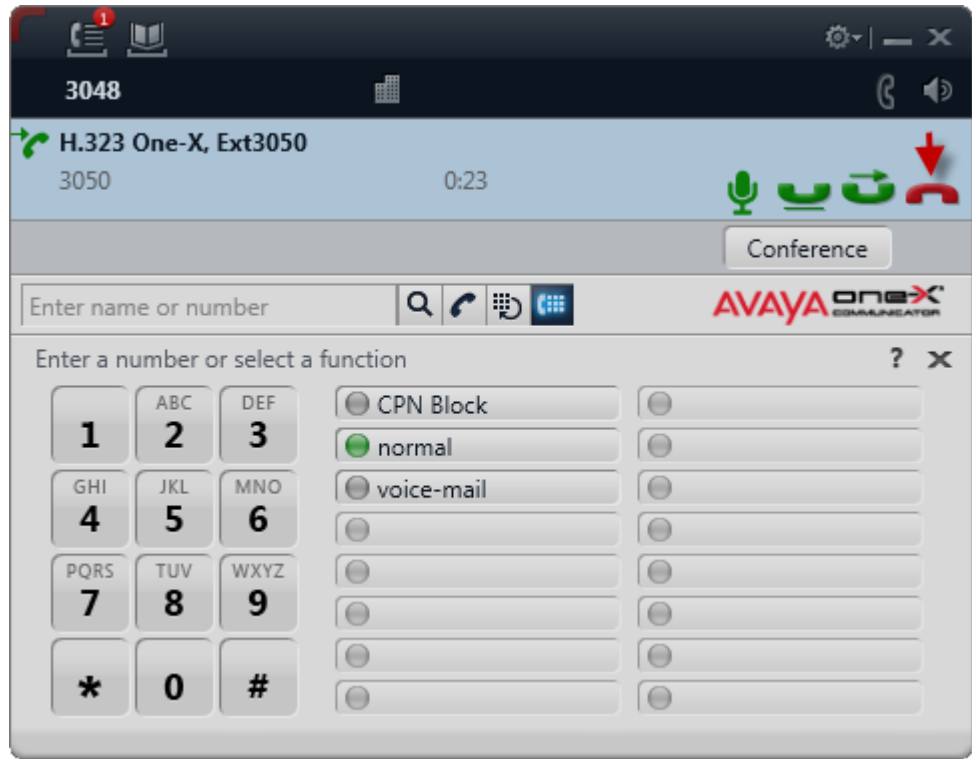 1
3048
H.323 One-X, Ext3050
3050 0:23
Conference
Enter name or number
AVAYA one-X®
COMMUNICATOR
Enter a number or select a function ?
1 ABC 2 DEF 3
GHI 4 JKL 5 MNO 6
PQRS 7 TUV 8 WXYZ 9
* 0 #
CPN Block
normal
voice-mail